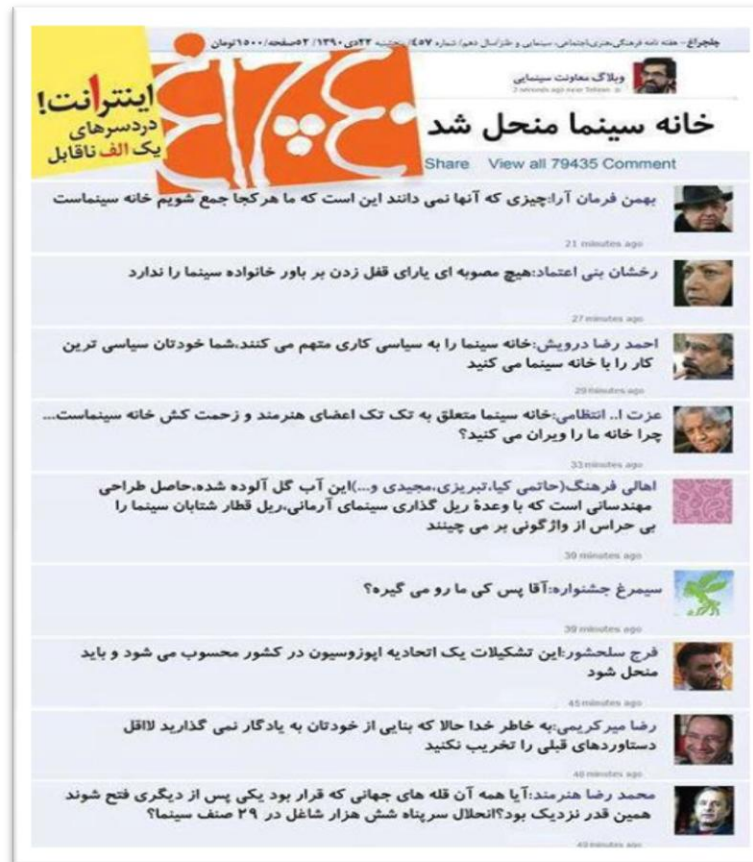 چلچراغ - هفته نامه فرهنگی،هنری،اجتماعی، سینمایی و طنز/سال دهم/ شماره ۴۵۷/پنجشنبه ۲۲دی۱۳۹۰/ ۵۲صفحه/۱۵۰۰تومان
چلچراغ
اینترانت!
دردسرهای
یک الف ناقابل
وبلاگ معاونت سینمایی
2 seconds ago near Tehran
خانه سینما منحل شد
Share View all 79435 Comment
بهمن فرمان آرا:چیزی که آنها نمی دانند این است که ما هرکجا جمع شویم خانه سینماست
21 minutes ago
رخشان بنی اعتماد:هیچ مصوبه ای یارای قفل زدن بر باور خانواده سینما را ندارد
27 minutes ago
احمد رضا درویش:خانه سینما را به سیاسی کاری متهم می کنند،شما خودتان سیاسی ترین
کار را با خانه سینما می کنید
29 minutes ago
عزت ا.. انتظامی:خانه سینما متعلق به تک تک اعضای هنرمند و زحمت کش خانه سینماست...
چرا خانه ما را ویران می کنید؟
33 minutes ago
اهالی فرهنگ(حاتمی کیا،تبریزی،مجیدی و...)این آب گل آلوده شده،حاصل طراحی
مهندسانی است که با وعدهٔ ریل گذاری سینمای آرمانی،ریل قطار شتابان سینما را
بی حراس از واژگونی بر می چینند
39 minutes ago
سیمرغ جشنواره:آقا پس کی ما رو می گیره؟
39 minutes ago
فرج سلحشور:این تشکیلات یک اتحادیه اپوزوسیون در کشور محسوب می شود و باید
منحل شود
45 minutes ago
رضا میرکریمی:به خاطر خدا حالا که بنایی از خودتان به یادگار نمی گذارید لااقل
دستاوردهای قبلی را تخریب نکنید
48 minutes ago
محمد رضا هنرمند:آیا همه آن قله های جهانی که قرار بود یکی پس از دیگری فتح شوند
همین قدر نزدیک بود؟انحلال سرپناه شش هزار شاغل در ۲۹ صنف سینما؟
49 minutes ago